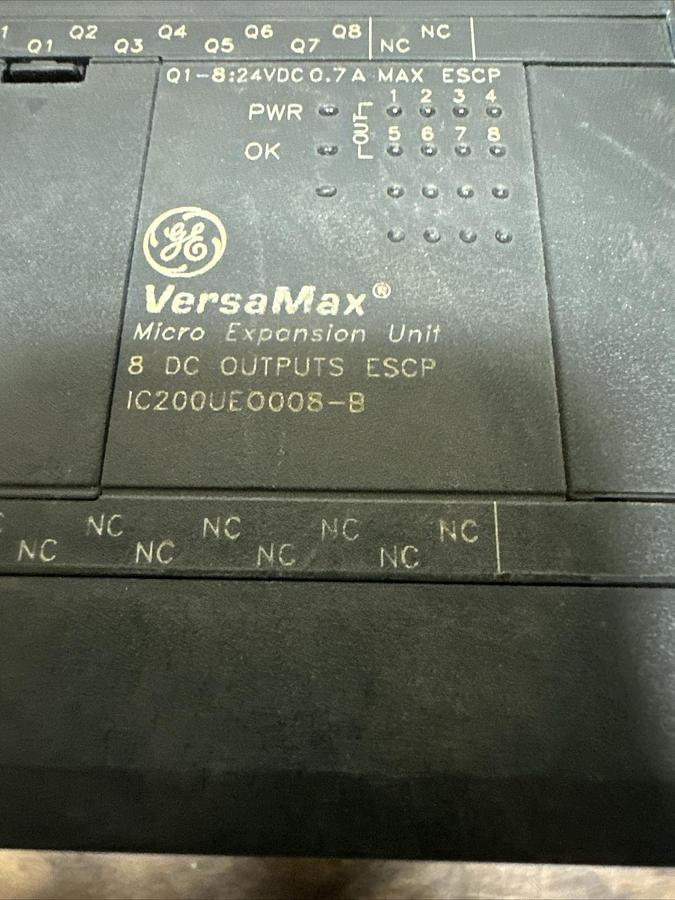 Q2 Q4 Q6 Q8 NC
1 Q1 Q3 Q5 Q7 NC
Q1-8:24VDC 0.7A MAX ESCP
1 2 3 4
PWR
OUT
5 6 7 8
OK
GE
VersaMax®
Micro Expansion Unit
8 DC OUTPUTS ESCP
IC200UEO008-B
NC NC NC NC
NC NC NC NC